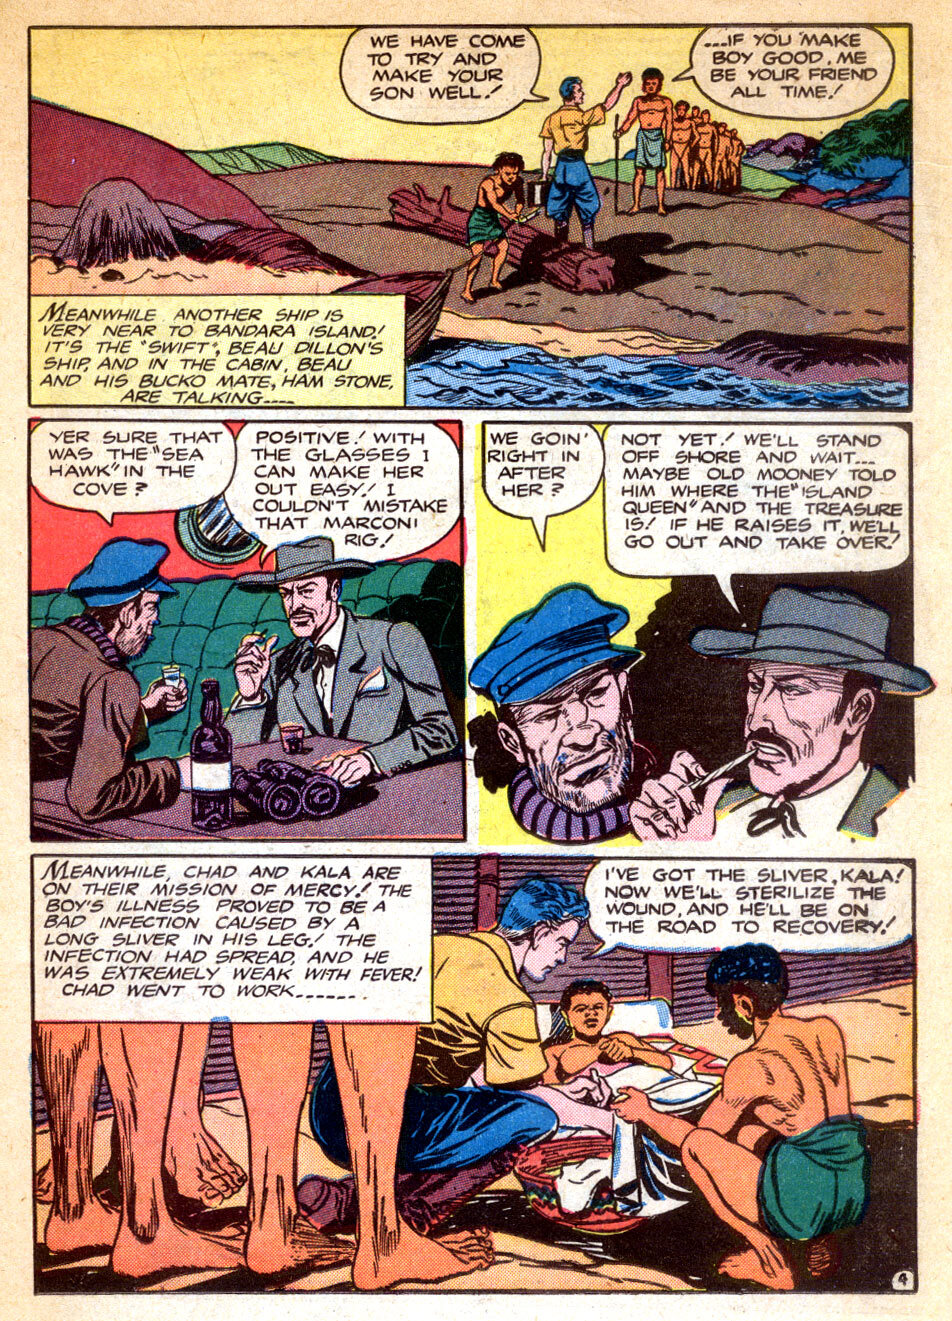 WE HAVE COME
TO TRY AND
MAKE YOUR
SON WELL!
....IF YOU MAKE
BOY GOOD, ME
BE YOUR FRIEND
ALL TIME!
MEANWHILE ANOTHER SHIP IS
VERY NEAR TO BANDARA ISLAND!
IT'S THE "SWIFT", BEAU DILLON'S
SHIP, AND IN THE CABIN, BEAU
AND HIS BUCKO MATE, HAM STONE,
ARE TALKING----
YER SURE THAT
WAS THE "SEA
HAWK" IN THE
COVE?
POSITIVE! WITH
THE GLASSES I
CAN MAKE HER
OUT EASY! I
COULDN'T MISTAKE
THAT MARCONI
RIG!
WE GOIN'
RIGHT IN
AFTER
HER?
NOT YET! WE'LL STAND
OFF SHORE AND WAIT....
MAYBE OLD MOONEY TOLD
HIM WHERE THE "ISLAND
QUEEN" AND THE TREASURE
IS! IF HE RAISES IT, WE'LL
GO OUT AND TAKE OVER!
MEANWHILE, CHAD AND KALA ARE
ON THEIR MISSION OF MERCY! THE
BOY'S ILLNESS PROVED TO BE A
BAD INFECTION CAUSED BY A
LONG SLIVER IN HIS LEG! THE
INFECTION HAD SPREAD, AND HE
WAS EXTREMELY WEAK WITH FEVER!
CHAD WENT TO WORK-------
I'VE GOT THE SLIVER, KALA!
NOW WE'LL STERILIZE THE
WOUND, AND HE'LL BE ON
THE ROAD TO RECOVERY!
4